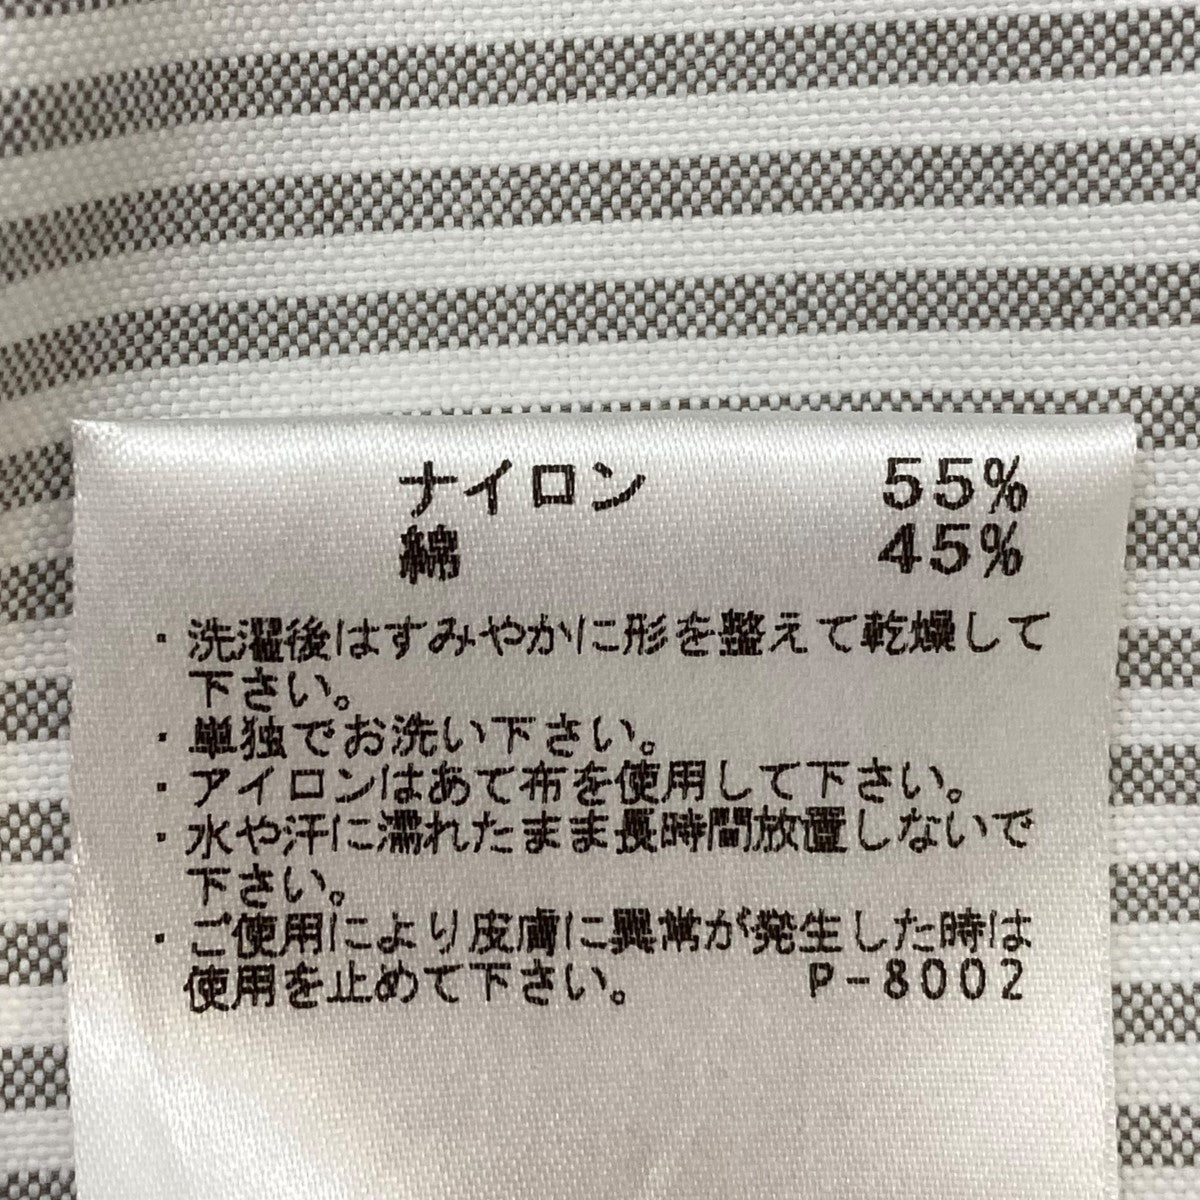 ナイロン 55%
綿 45%
・洗濯後はすみやかに形を整えて乾燥して
下さい。
・単独でお洗い下さい。
・アイロンはあて布を使用して下さい。
・水や汗に濡れたまま長時間放置しないで
下さい。
・ご使用により皮膚に異常が発生した時は
使用を止めて下さい。 P-8002